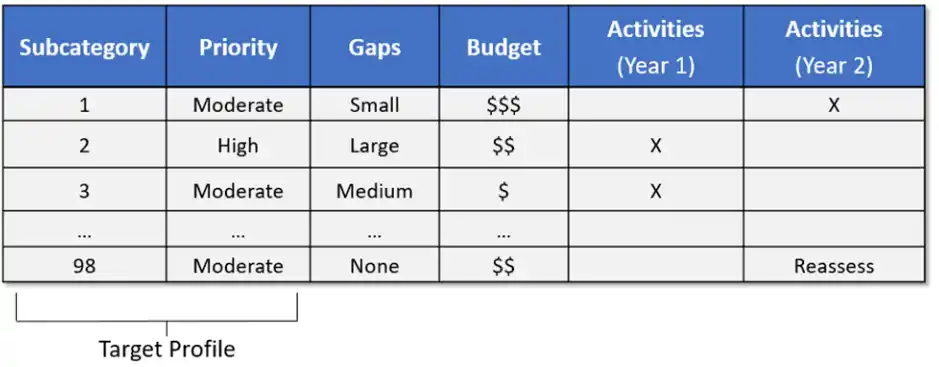 Subcategory Priority Gaps Budget Activities (Year 1) Activities (Year 2)
1 Moderate Small $$$ X
2 High Large $$ X
3 Moderate Medium $ X
... ... ... ...
98 Moderate None $$ Reassess
Target Profile